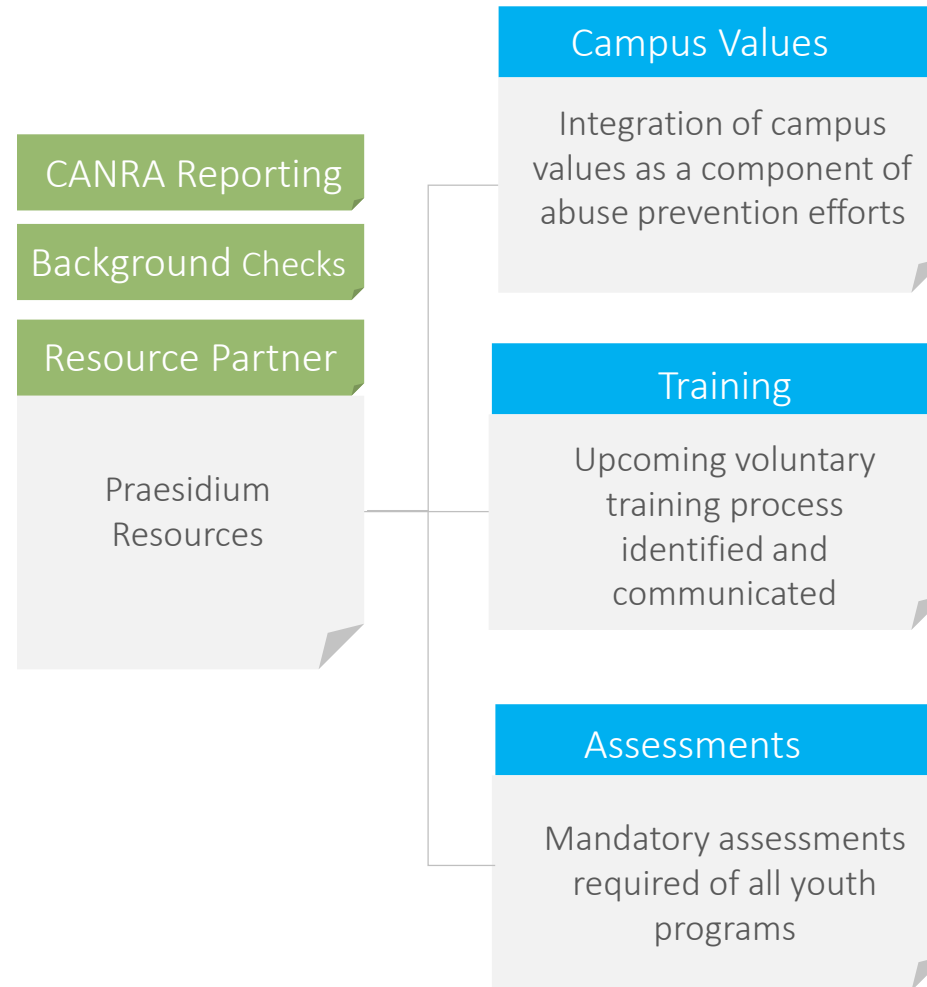 CANRA Reporting
Background Checks
Resource Partner
Praesidium
Resources
Campus Values
Integration of campus
values as a component of
abuse prevention efforts
Training
Upcoming voluntary
training process
identified and
communicated
Assessments
Mandatory assessments
required of all youth
programs